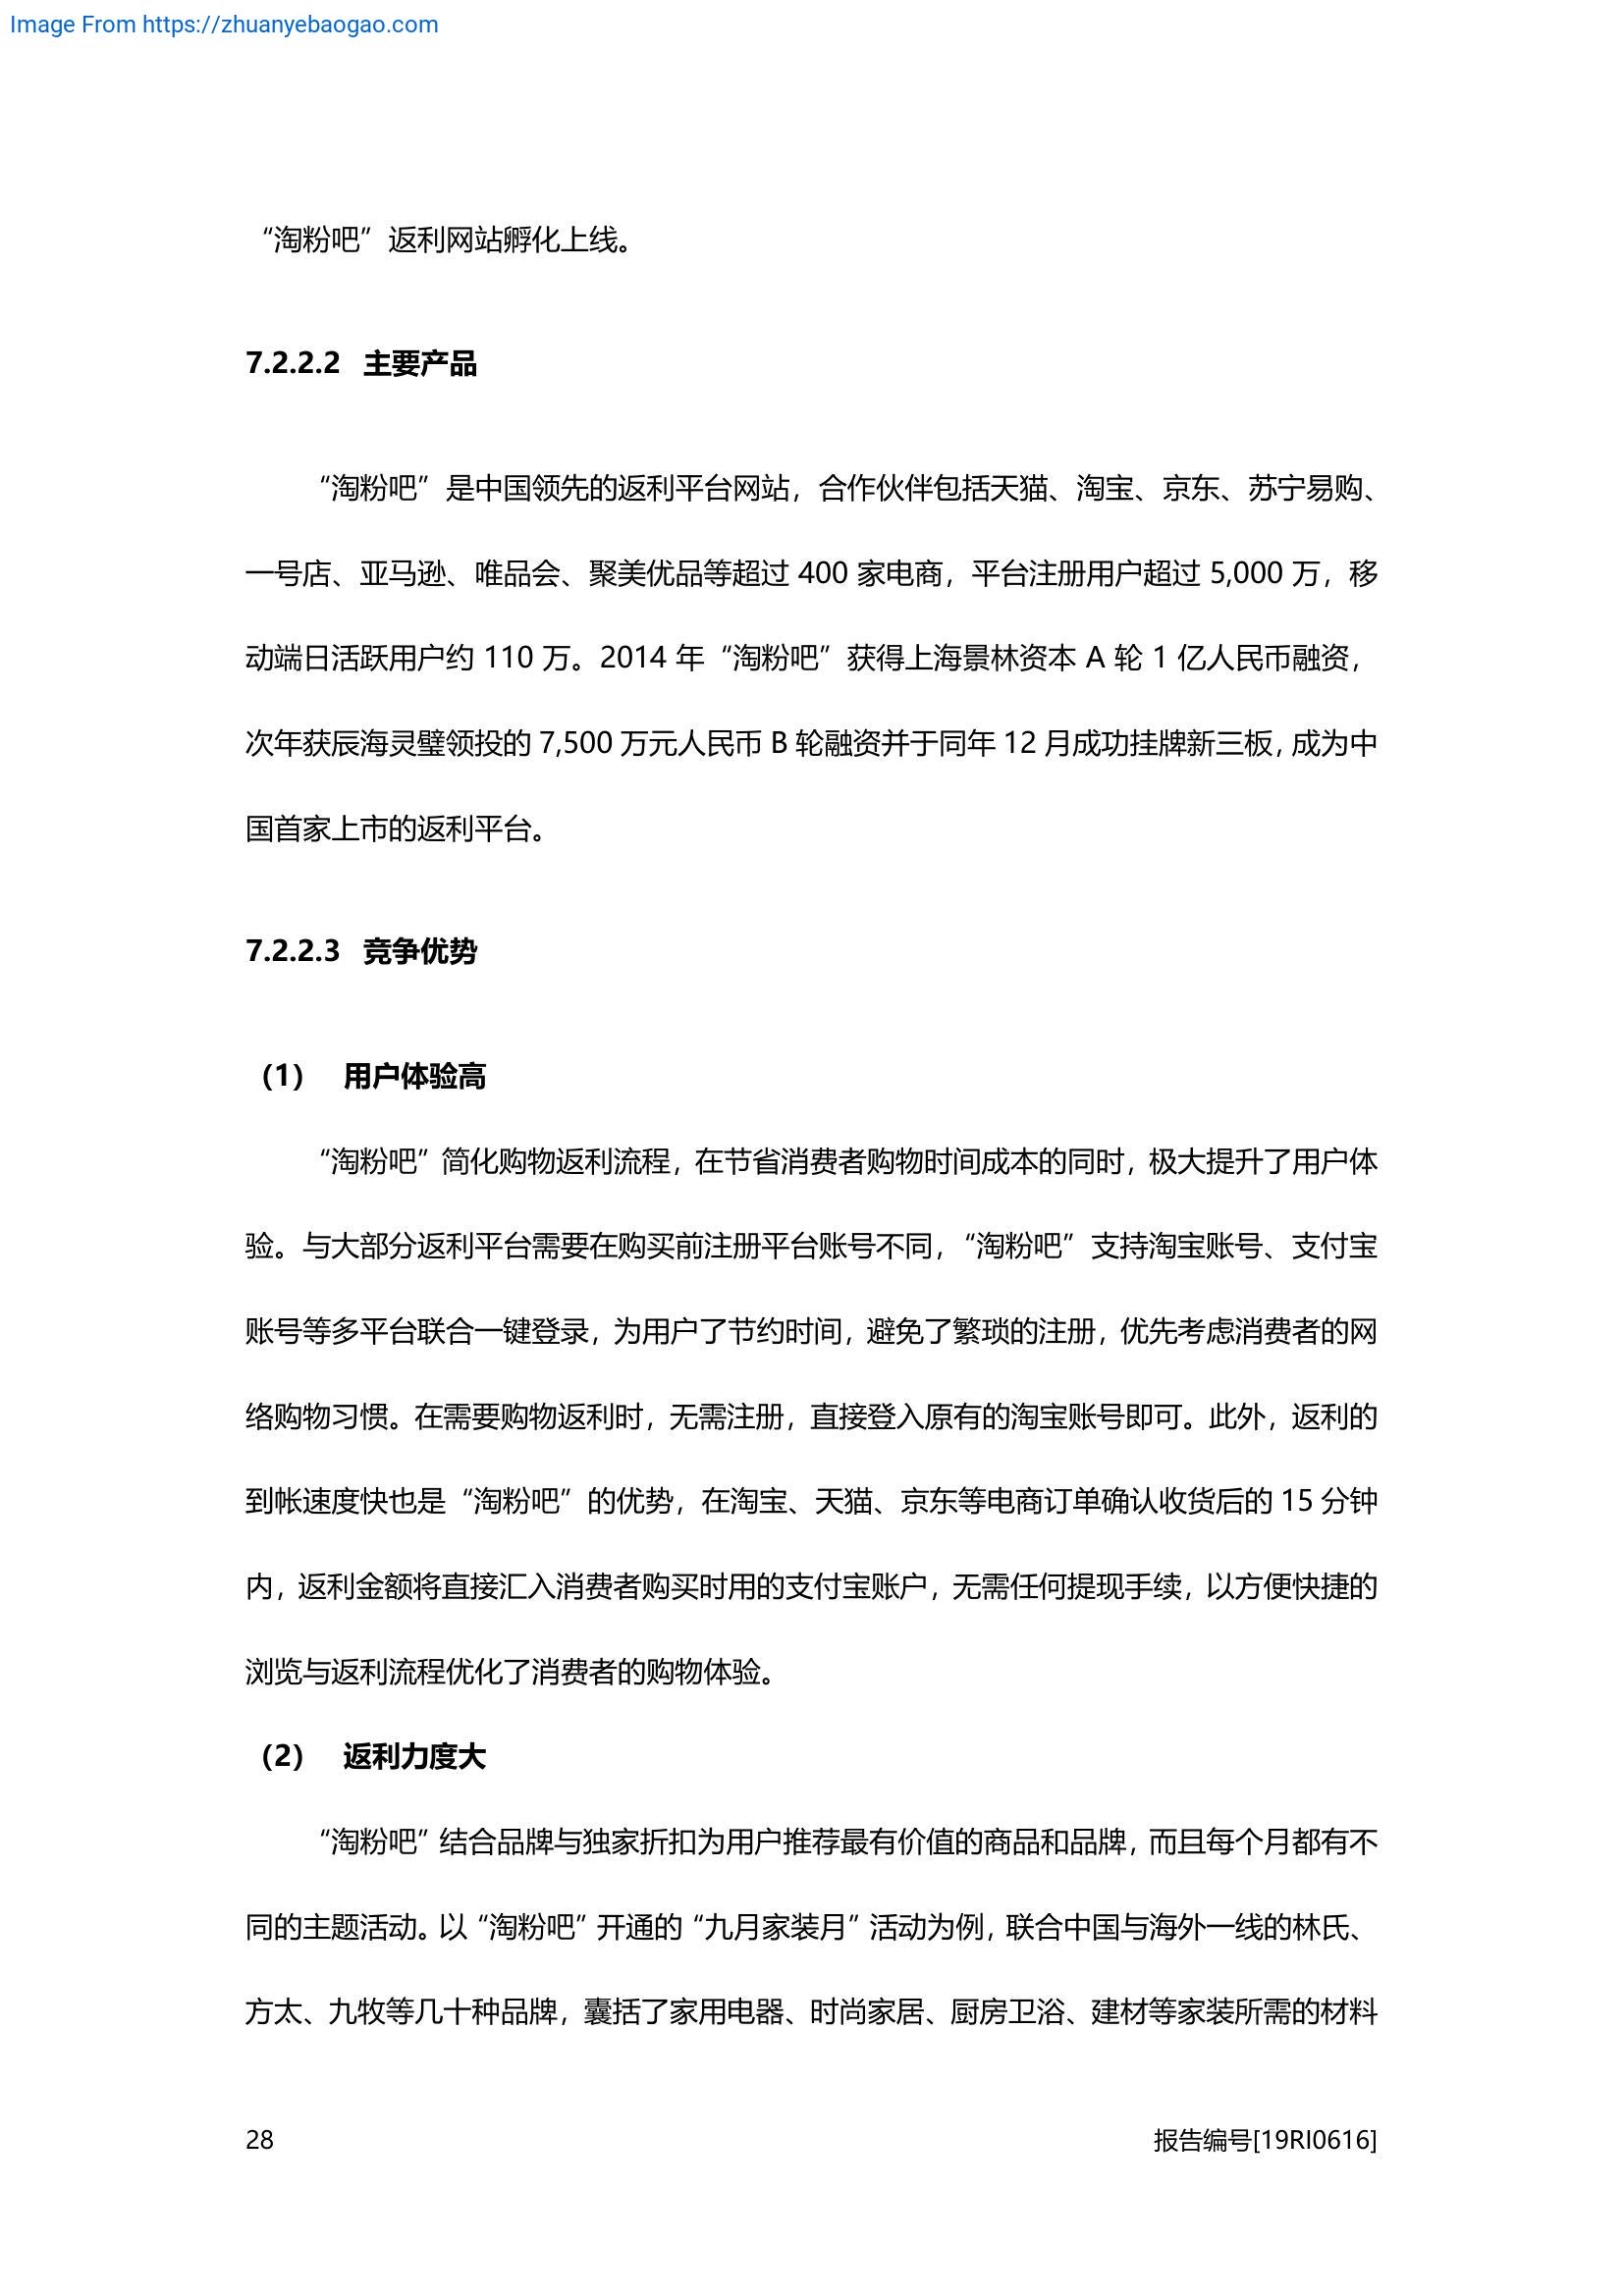 Image From https://zhuanyebaogao.com
“淘粉吧”返利网站孵化上线。
7.2.2.2 主要产品
“淘粉吧”是中国领先的返利平台网站，合作伙伴包括天猫、淘宝、京东、苏宁易购、
一号店、亚马逊、唯品会、聚美优品等超过 400 家电商，平台注册用户超过 5,000 万，移
动端日活跃用户约 110 万。2014 年“淘粉吧”获得上海景林资本 A 轮 1 亿人民币融资，
次年获辰海灵璧领投的 7,500 万元人民币 B 轮融资并于同年 12 月成功挂牌新三板，成为中
国首家上市的返利平台。
7.2.2.3 竞争优势
（1） 用户体验高
“淘粉吧”简化购物返利流程，在节省消费者购物时间成本的同时，极大提升了用户体
验。与大部分返利平台需要在购买前注册平台账号不同，“淘粉吧”支持淘宝账号、支付宝
账号等多平台联合一键登录，为用户了节约时间，避免了繁琐的注册，优先考虑消费者的网
络购物习惯。在需要购物返利时，无需注册，直接登入原有的淘宝账号即可。此外，返利的
到帐速度快也是“淘粉吧”的优势，在淘宝、天猫、京东等电商订单确认收货后的 15 分钟
内，返利金额将直接汇入消费者购买时用的支付宝账户，无需任何提现手续，以方便快捷的
浏览与返利流程优化了消费者的购物体验。
（2） 返利力度大
“淘粉吧”结合品牌与独家折扣为用户推荐最有价值的商品和品牌，而且每个月都有不
同的主题活动。以“淘粉吧”开通的“九月家装月”活动为例，联合中国与海外一线的林氏、
方太、九牧等几十种品牌，囊括了家用电器、时尚家居、厨房卫浴、建材等家装所需的材料
28
报告编号[19RI0616]